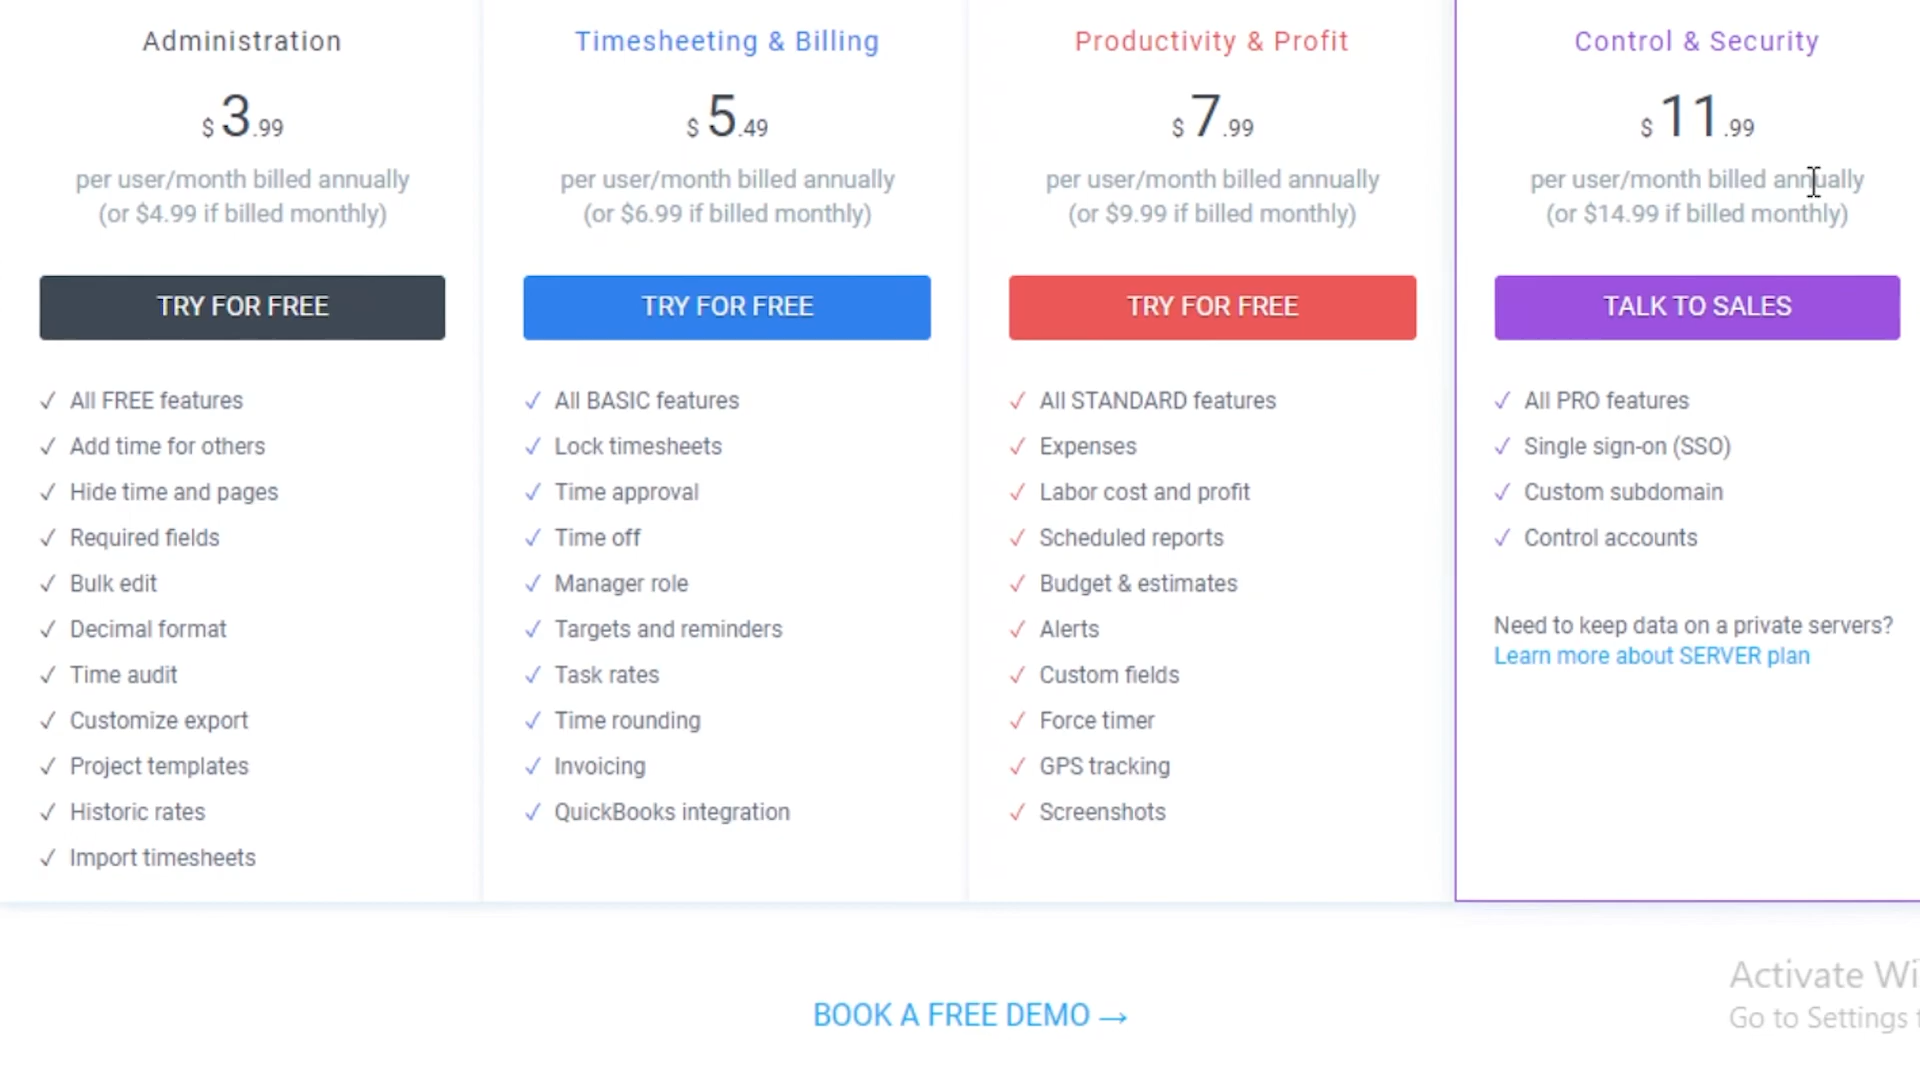 Administration
$ 3.99
per user/month billed annually
(or $4.99 if billed monthly)
TRY FOR FREE
✓ All FREE features
✓ Add time for others
✓ Hide time and pages
✓ Required fields
✓ Bulk edit
✓ Decimal format
✓ Time audit
✓ Customize export
✓ Project templates
✓ Historic rates
✓ Import timesheets
Timesheeting & Billing
$ 5.49
per user/month billed annually
(or $6.99 if billed monthly)
TRY FOR FREE
✓ All BASIC features
✓ Lock timesheets
✓ Time approval
✓ Time off
✓ Manager role
✓ Targets and reminders
✓ Task rates
✓ Time rounding
✓ Invoicing
✓ QuickBooks integration
Productivity & Profit
$ 7.99
per user/month billed annually
(or $9.99 if billed monthly)
TRY FOR FREE
✓ All STANDARD features
✓ Expenses
✓ Labor cost and profit
✓ Scheduled reports
✓ Budget & estimates
✓ Alerts
✓ Custom fields
✓ Force timer
✓ GPS tracking
✓ Screenshots
Control & Security
$ 11.99
per user/month billed annually
(or $14.99 if billed monthly)
TALK TO SALES
✓ All PRO features
✓ Single sign-on (SSO)
✓ Custom subdomain
✓ Control accounts
Need to keep data on a private servers?
Learn more about SERVER plan
BOOK A FREE DEMO →
Activate Wi
Go to Settings